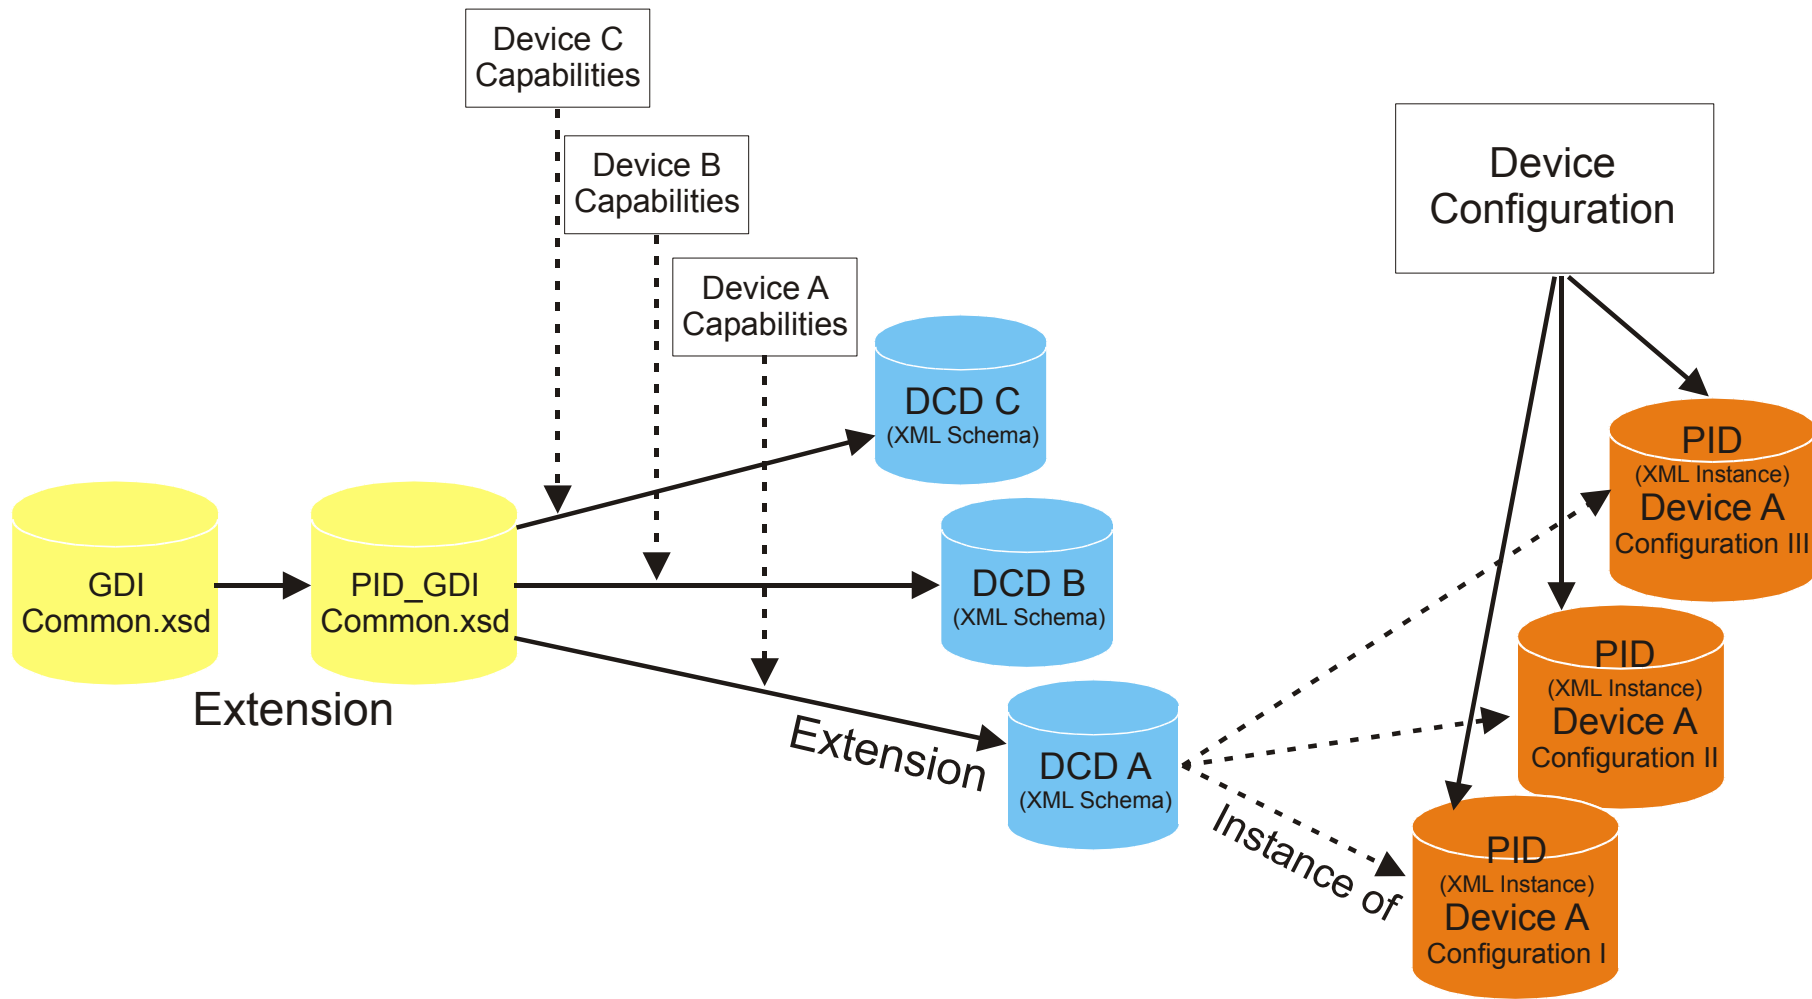 Device C
Capabilities
Device B
Capabilities
Device A
Capabilities
Device
Configuration
DCD C
(XML Schema)
DCD B
(XML Schema)
DCD A
(XML Schema)
GDI
Common.xsd
PID_GDI
Common.xsd
Extension
Extension
Instance of
PID
(XML Instance)
Device A
Configuration III
PID
(XML Instance)
Device A
Configuration II
PID
(XML Instance)
Device A
Configuration I